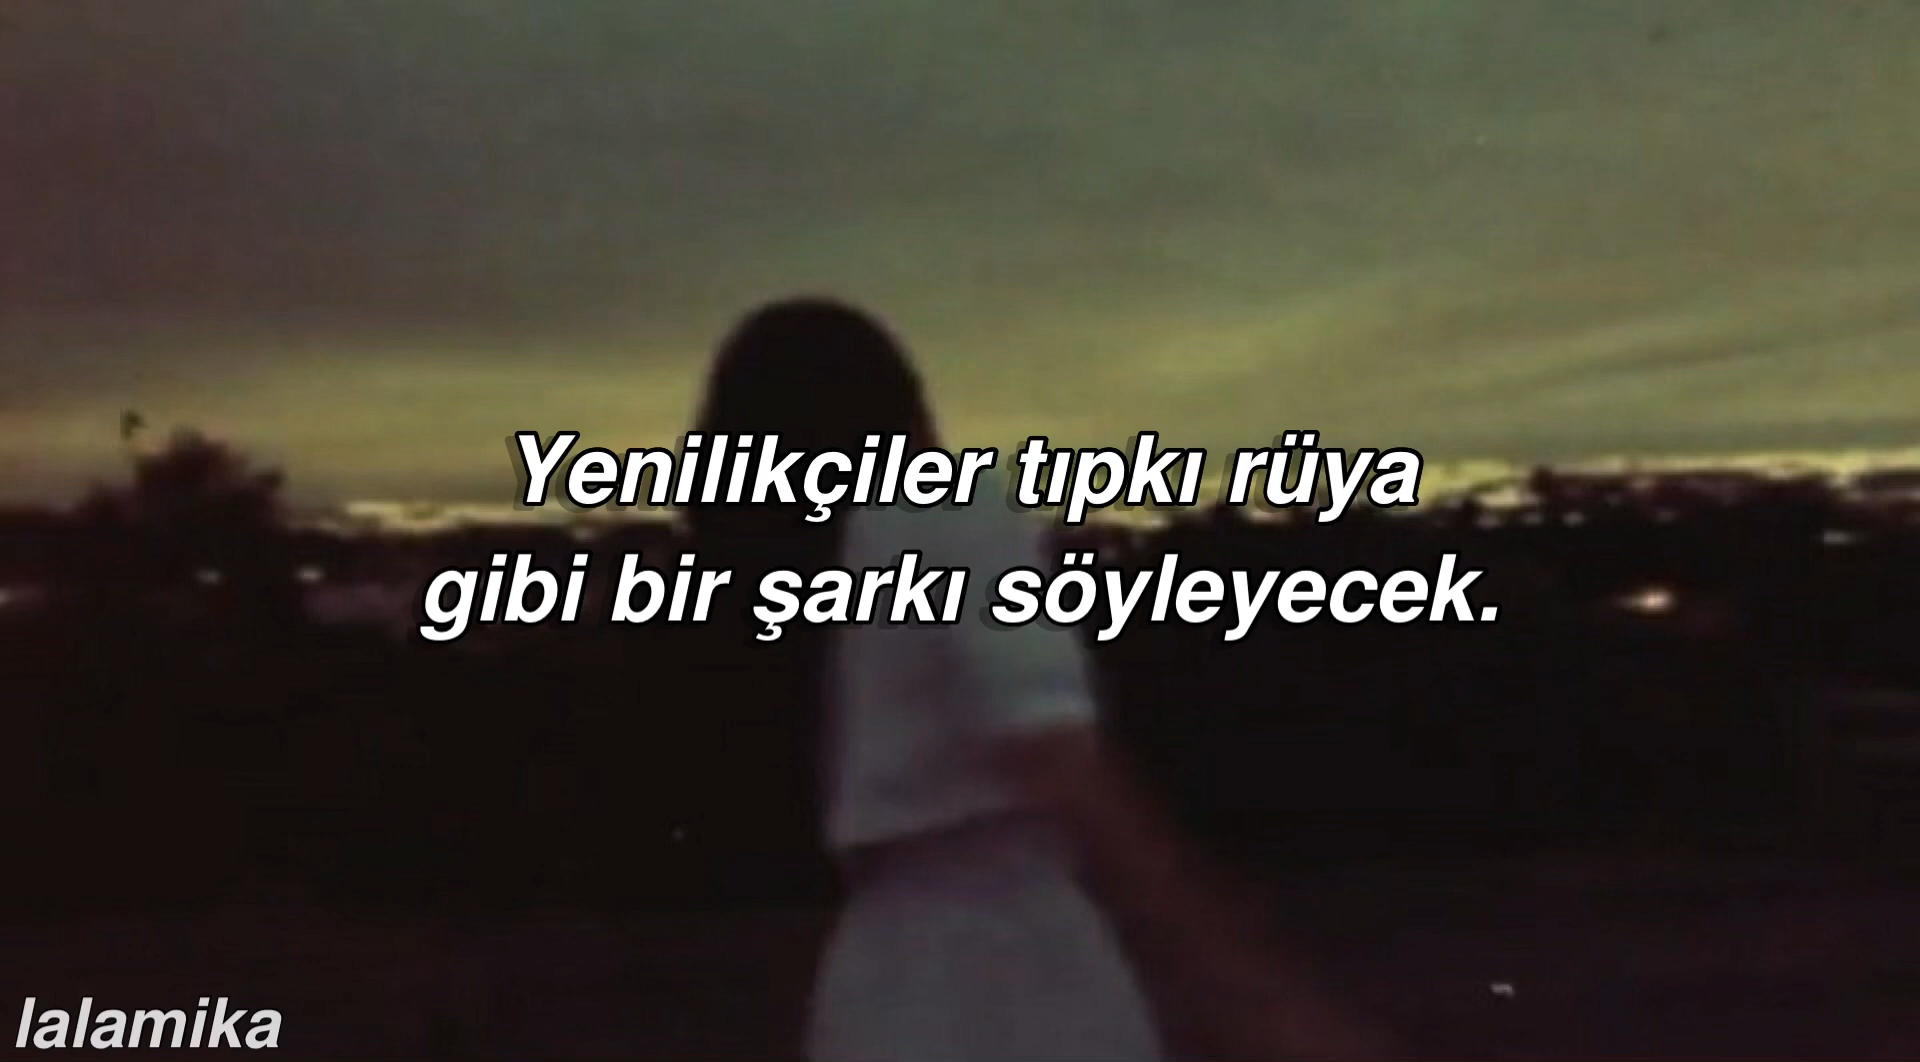 Yenilikçiler tıpkı rüya
gibi bir şarkı söyleyecek.
lalamika